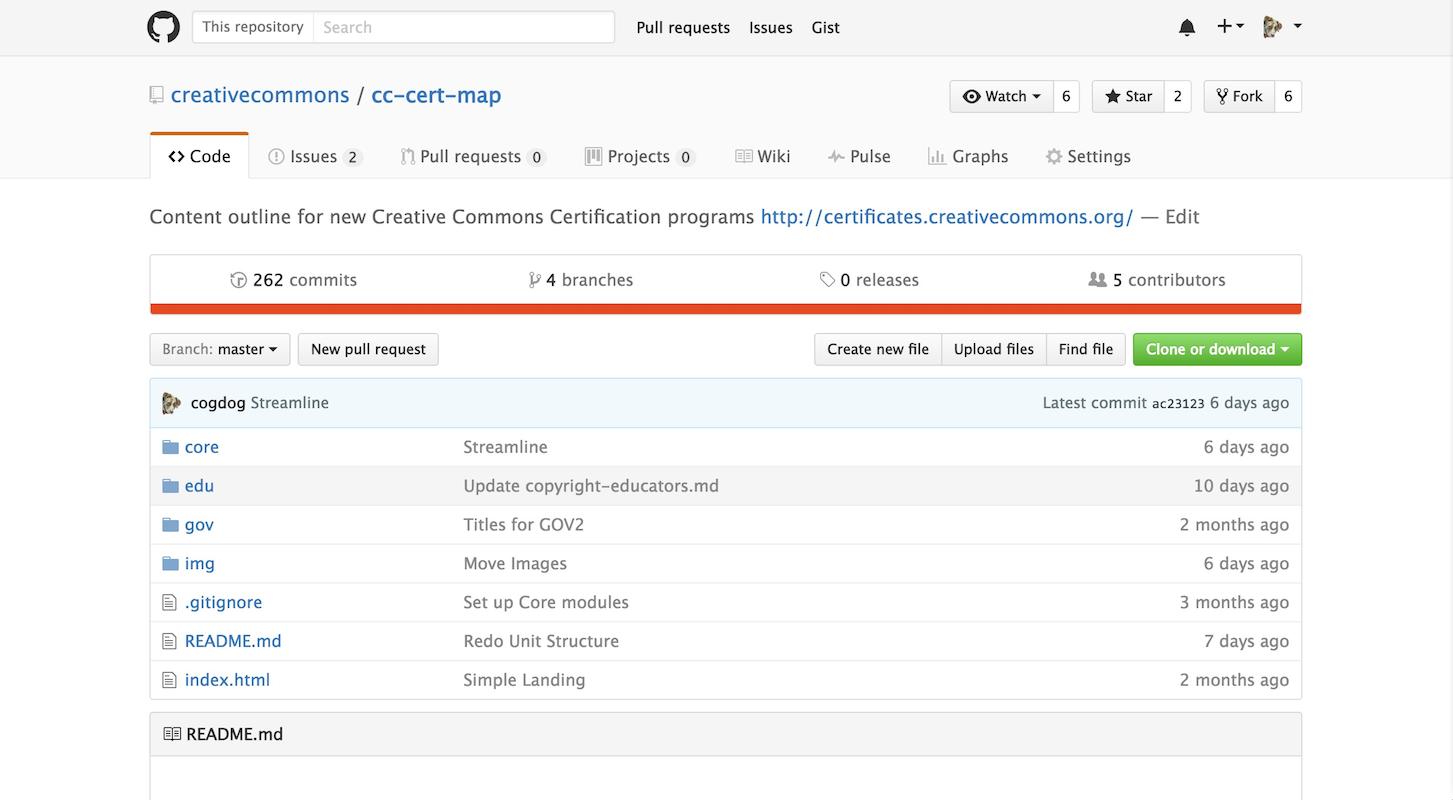 This repository Search Pull requests Issues Gist
creativecommons / cc-cert-map Watch 6 Star 2 Fork 6
Code Issues 2 Pull requests 0 Projects 0 Wiki Pulse Graphs Settings
Content outline for new Creative Commons Certification programs http://certificates.creativecommons.org/ — Edit
262 commits 4 branches 0 releases 5 contributors
Branch: master New pull request Create new file Upload files Find file Clone or download
cogdog Streamline Latest commit ac23123 6 days ago
core Streamline 6 days ago
edu Update copyright-educators.md 10 days ago
gov Titles for GOV2 2 months ago
img Move Images 6 days ago
.gitignore Set up Core modules 3 months ago
README.md Redo Unit Structure 7 days ago
index.html Simple Landing 2 months ago
README.md